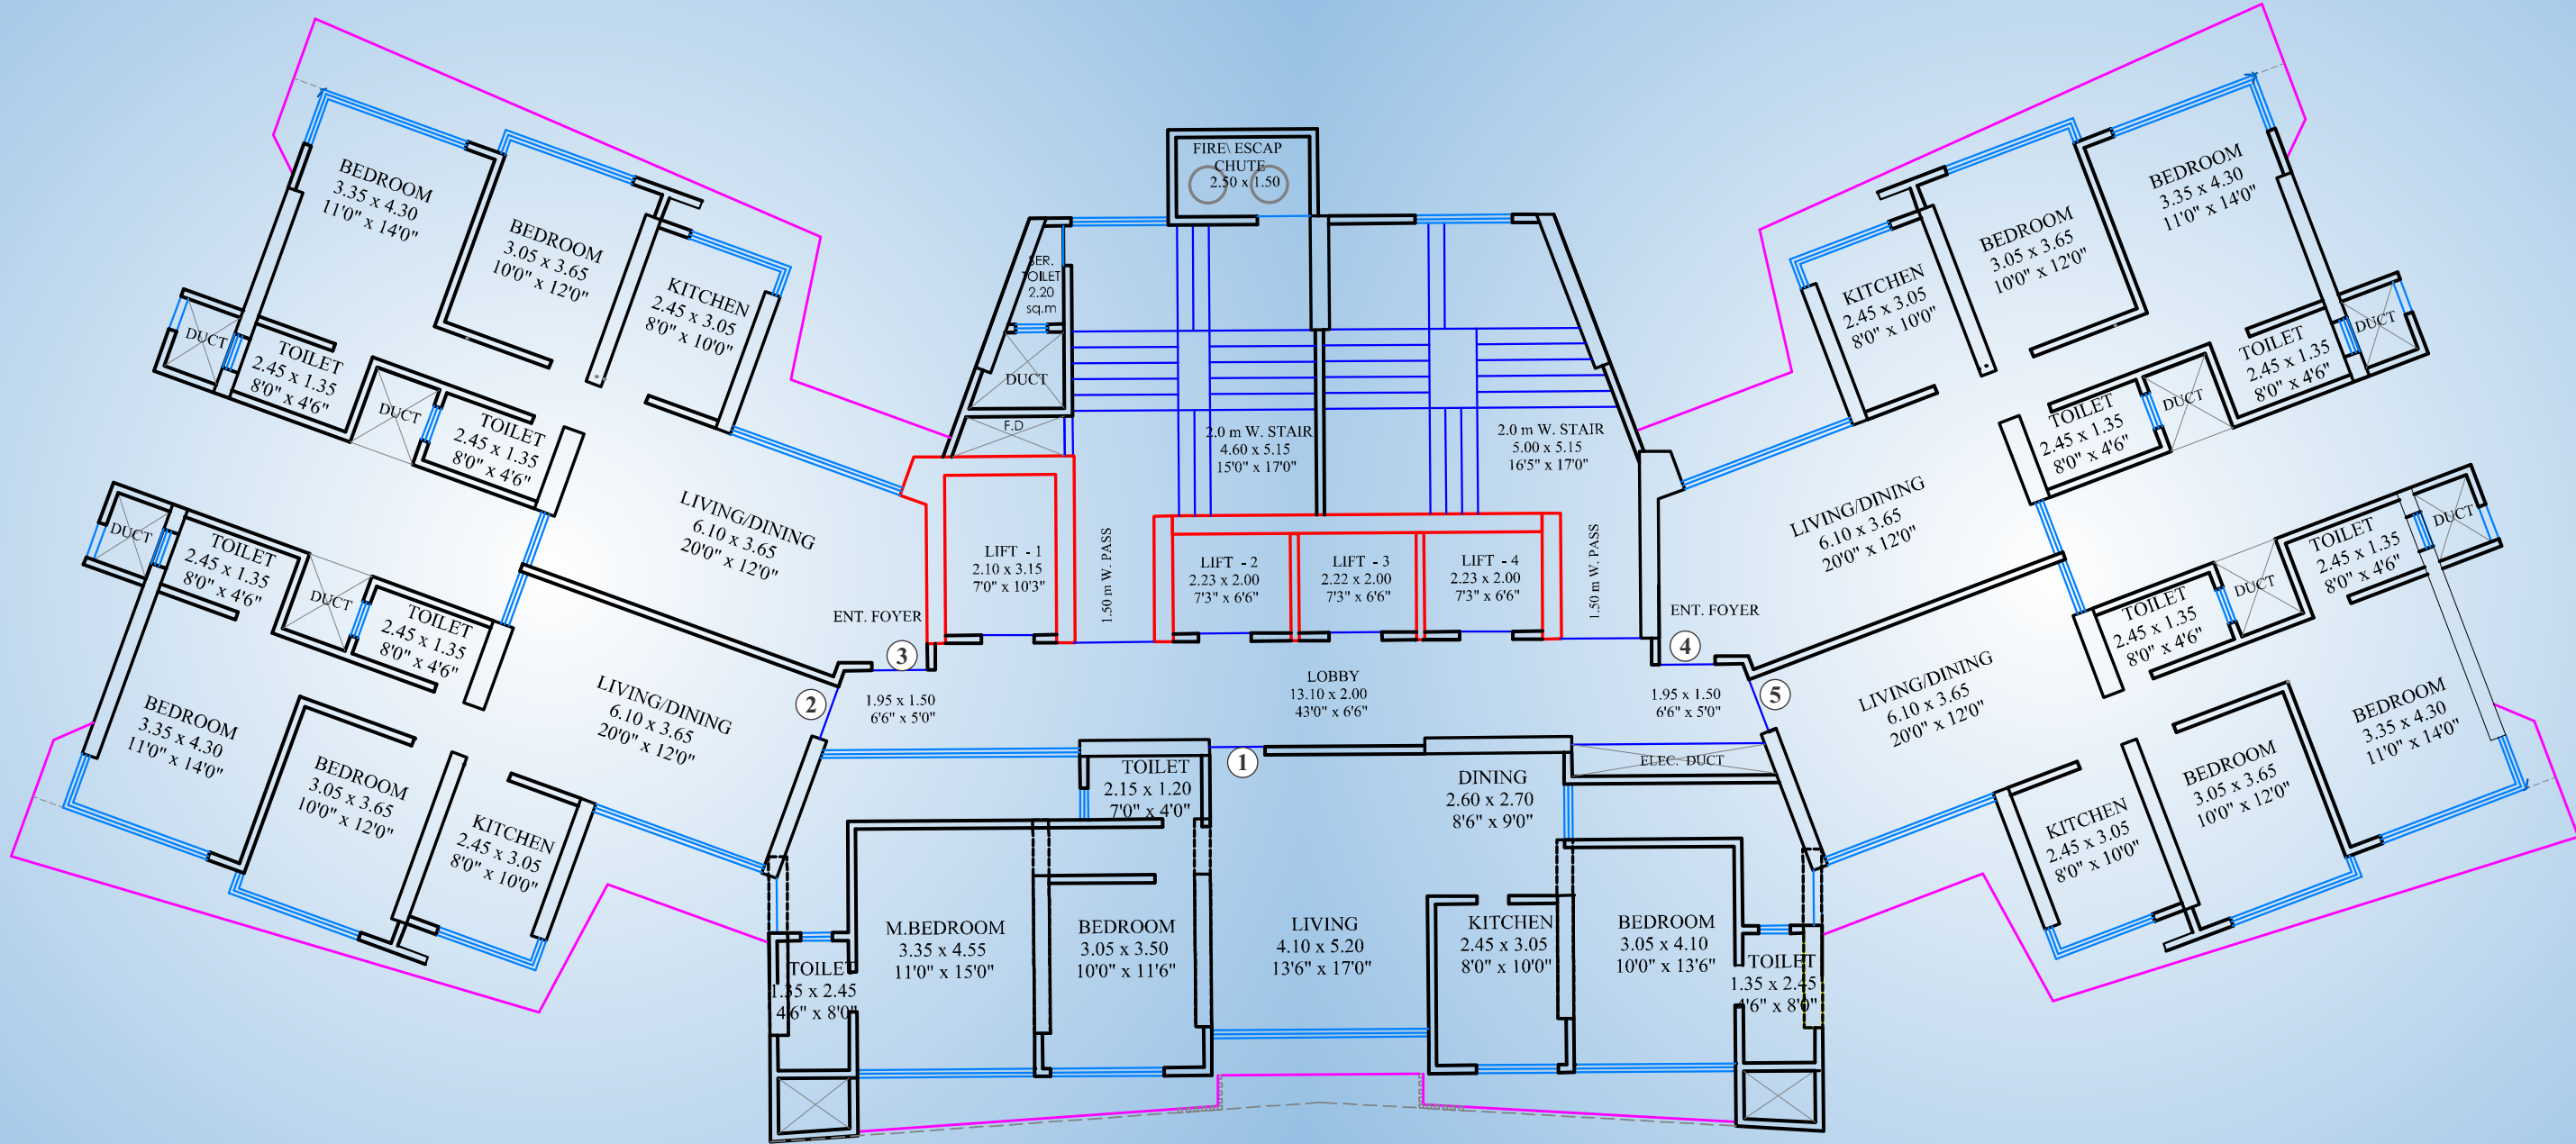 BEDROOM
3.35 x 4.30
11'0" x 14'0"
BEDROOM
3.05 x 3.65
10'0" x 12'0"
KITCHEN
2.45 x 3.05
8'0" x 10'0"
DUCT
TOILET
2.45 x 1.35
8'0" x 4'6"
DUCT
TOILET
2.45 x 1.35
8'0" x 4'6"
LIVING/DINING
6.10 x 3.65
20'0" x 12'0"
ENT. FOYER
3
DUCT
TOILET
2.45 x 1.35
8'0" x 4'6"
DUCT
TOILET
2.45 x 1.35
8'0" x 4'6"
LIVING/DINING
6.10 x 3.65
20'0" x 12'0"
2
BEDROOM
3.35 x 4.30
11'0" x 14'0"
BEDROOM
3.05 x 3.65
10'0" x 12'0"
KITCHEN
2.45 x 3.05
8'0" x 10'0"
FIRE\ ESCAP
CHUTE
2.50 x 1.50
SER.
TOILET
2.20
sq.m
DUCT
F.D
2.0 m W. STAIR
4.60 x 5.15
15'0" x 17'0"
2.0 m W. STAIR
5.00 x 5.15
16'5" x 17'0"
LIFT - 1
2.10 x 3.15
7'0" x 10'3"
1.50 m W. PASS
LIFT - 2
2.23 x 2.00
7'3" x 6'6"
LIFT - 3
2.22 x 2.00
7'3" x 6'6"
LIFT - 4
2.23 x 2.00
7'3" x 6'6"
1.50 m W. PASS
1.95 x 1.50
6'6" x 5'0"
LOBBY
13.10 x 2.00
43'0" x 6'6"
1.95 x 1.50
6'6" x 5'0"
1
TOILET
2.15 x 1.20
7'0" x 4'0"
DINING
2.60 x 2.70
8'6" x 9'0"
ELEC. DUCT
TOILET
1.35 x 2.45
4'6" x 8'0"
M.BEDROOM
3.35 x 4.55
11'0" x 15'0"
BEDROOM
3.05 x 3.50
10'0" x 11'6"
LIVING
4.10 x 5.20
13'6" x 17'0"
KITCHEN
2.45 x 3.05
8'0" x 10'0"
BEDROOM
3.05 x 4.10
10'0" x 13'6"
TOILET
1.35 x 2.45
4'6" x 8'0"
BEDROOM
3.35 x 4.30
11'0" x 14'0"
BEDROOM
3.05 x 3.65
10'0" x 12'0"
KITCHEN
2.45 x 3.05
8'0" x 10'0"
DUCT
TOILET
2.45 x 1.35
8'0" x 4'6"
DUCT
TOILET
2.45 x 1.35
8'0" x 4'6"
LIVING/DINING
6.10 x 3.65
20'0" x 12'0"
ENT. FOYER
4
DUCT
TOILET
2.45 x 1.35
8'0" x 4'6"
DUCT
TOILET
2.45 x 1.35
8'0" x 4'6"
LIVING/DINING
6.10 x 3.65
20'0" x 12'0"
5
BEDROOM
3.35 x 4.30
11'0" x 14'0"
BEDROOM
3.05 x 3.65
10'0" x 12'0"
KITCHEN
2.45 x 3.05
8'0" x 10'0"